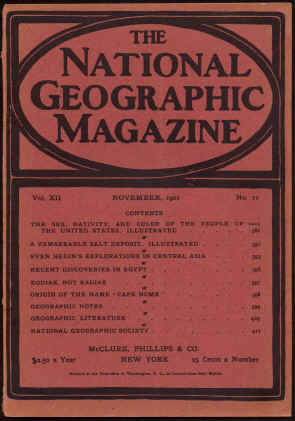 THE
NATIONAL
GEOGRAPHIC
MAGAZINE
Vol. XII NOVEMBER, 1901 No. 11
CONTENTS
THE SEX, NATIVITY, AND COLOR OF THE PEOPLE OF
THE UNITED STATES. ILLUSTRATED 381
A REMARKABLE SALT DEPOSIT. ILLUSTRATED
SVEN HEDIN'S EXPLORATIONS IN CENTRAL ASIA
RECENT DISCOVERIES IN EGYPT
KODIAK, NOT KADIAK
ORIGIN OF THE NAME "CAPE NOME"
GEOGRAPHIC NOTES
GEOGRAPHIC LITERATURE
NATIONAL GEOGRAPHIC SOCIETY
McCLURE, PHILLIPS & CO.
$2.50 a Year NEW YORK 25 Cents a Number